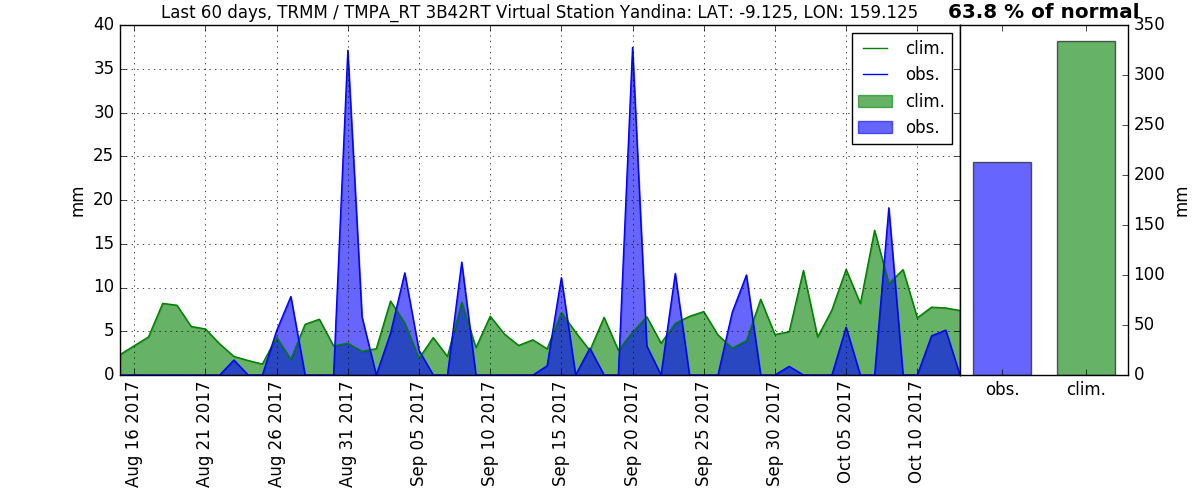 Last 60 days, TRMM / TMPA_RT 3B42RT Virtual Station Yandina: LAT: -9.125, LON: 159.125
63.8 % of normal
40
35
30
25
20
15
10
5
0
mm
clim.
obs.
clim.
obs.
350
300
250
200
150
100
50
0
mm
Aug 16 2017
Aug 21 2017
Aug 26 2017
Aug 31 2017
Sep 05 2017
Sep 10 2017
Sep 15 2017
Sep 20 2017
Sep 25 2017
Sep 30 2017
Oct 05 2017
Oct 10 2017
obs.
clim.